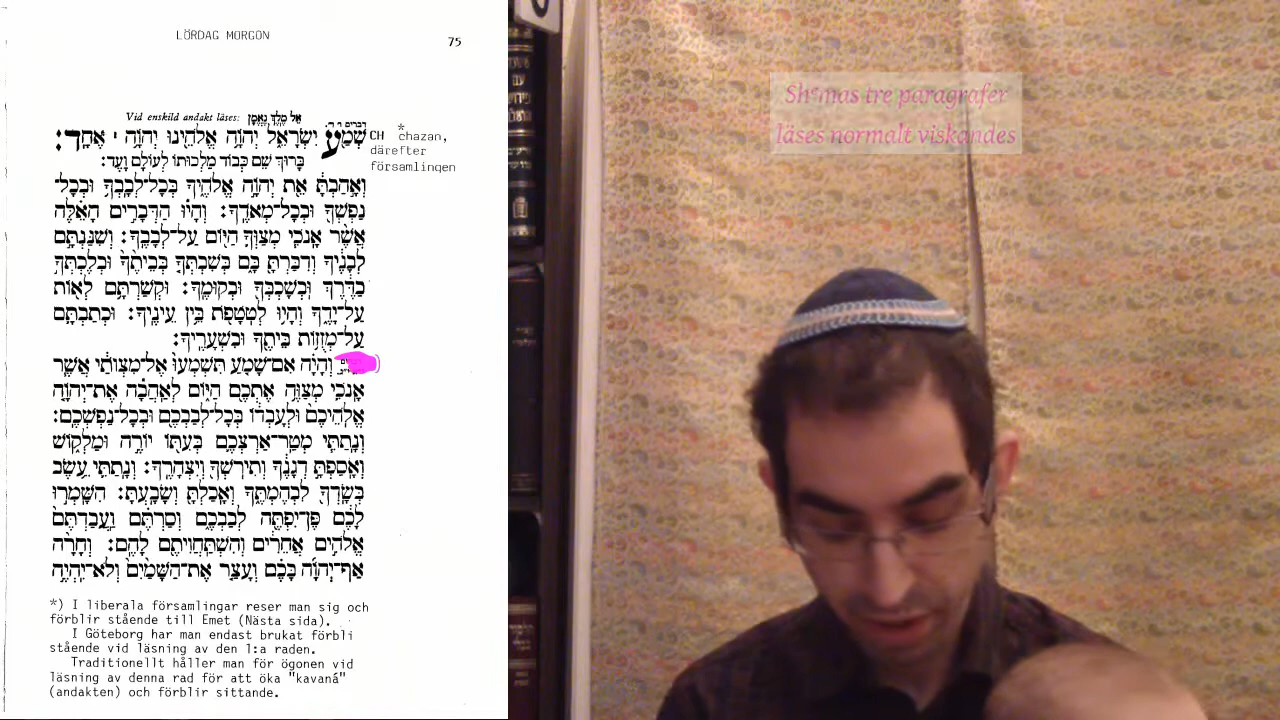 LÖRDAG MORGON
75
Vid enskild andakt läses: אֵל מֶלֶךְ נֶאֱמָן
דברים ו ד
שְׁמַע יִשְׂרָאֵל יְהוָֹה אֱלֹהֵינוּ יְהוָֹה ׀ אֶחָד:
CH * chazan,
därefter
församlingen
בָּרוּךְ שֵׁם כְּבוֹד מַלְכוּתוֹ לְעוֹלָם וָעֶד:
וְאָהַבְתָּ אֵת יְהוָֹה אֱלֹהֶיךָ בְּכָל־לְבָבְךָ וּבְכָל־
נַפְשְׁךָ וּבְכָל־מְאֹדֶךָ: וְהָיוּ הַדְּבָרִים הָאֵלֶּה
אֲשֶׁר אָנֹכִי מְצַוְּךָ הַיּוֹם עַל־לְבָבֶךָ: וְשִׁנַּנְתָּם
לְבָנֶיךָ וְדִבַּרְתָּ בָּם בְּשִׁבְתְּךָ בְּבֵיתֶךָ וּבְלֶכְתְּךָ
בַדֶּרֶךְ וּבְשָׁכְבְּךָ וּבְקוּמֶךָ: וּקְשַׁרְתָּם לְאוֹת
עַל־יָדֶךָ וְהָיוּ לְטֹטָפֹת בֵּין עֵינֶיךָ: וּכְתַבְתָּם
עַל־מְזֻזוֹת בֵּיתֶךָ וּבִשְׁעָרֶיךָ:
וְהָיָה אִם־שָׁמֹעַ תִּשְׁמְעוּ אֶל־מִצְוֹתַי אֲשֶׁר
אָנֹכִי מְצַוֶּה אֶתְכֶם הַיּוֹם לְאַהֲבָה אֶת־יְהוָֹה
אֱלֹהֵיכֶם וּלְעָבְדוֹ בְּכָל־לְבַבְכֶם וּבְכָל־נַפְשְׁכֶם:
וְנָתַתִּי מְטַר־אַרְצְכֶם בְּעִתּוֹ יוֹרֶה וּמַלְקוֹשׁ
וְאָסַפְתָּ דְגָנֶךָ וְתִירֹשְׁךָ וְיִצְהָרֶךָ: וְנָתַתִּי עֵשֶׂב
בְּשָׂדְךָ לִבְהֶמְתֶּךָ וְאָכַלְתָּ וְשָׂבָעְתָּ: הִשָּׁמְרוּ
לָכֶם פֶּן־יִפְתֶּה לְבַבְכֶם וְסַרְתֶּם וַעֲבַדְתֶּם
אֱלֹהִים אֲחֵרִים וְהִשְׁתַּחֲוִיתֶם לָהֶם: וְחָרָה
אַף־יְהוָֹה בָּכֶם וְעָצַר אֶת־הַשָּׁמַיִם וְלֹא־יִהְיֶה
*) I liberala församlingar reser man sig och
förblir stående till Emet (Nästa sida).
I Göteborg har man endast brukat förbli
stående vid läsning av den 1:a raden.
Traditionellt håller man för ögonen vid
läsning av denna rad för att öka "kavaná"
(andakten) och förblir sittande.
Shᵉmas tre paragrafer
läses normalt viskandes